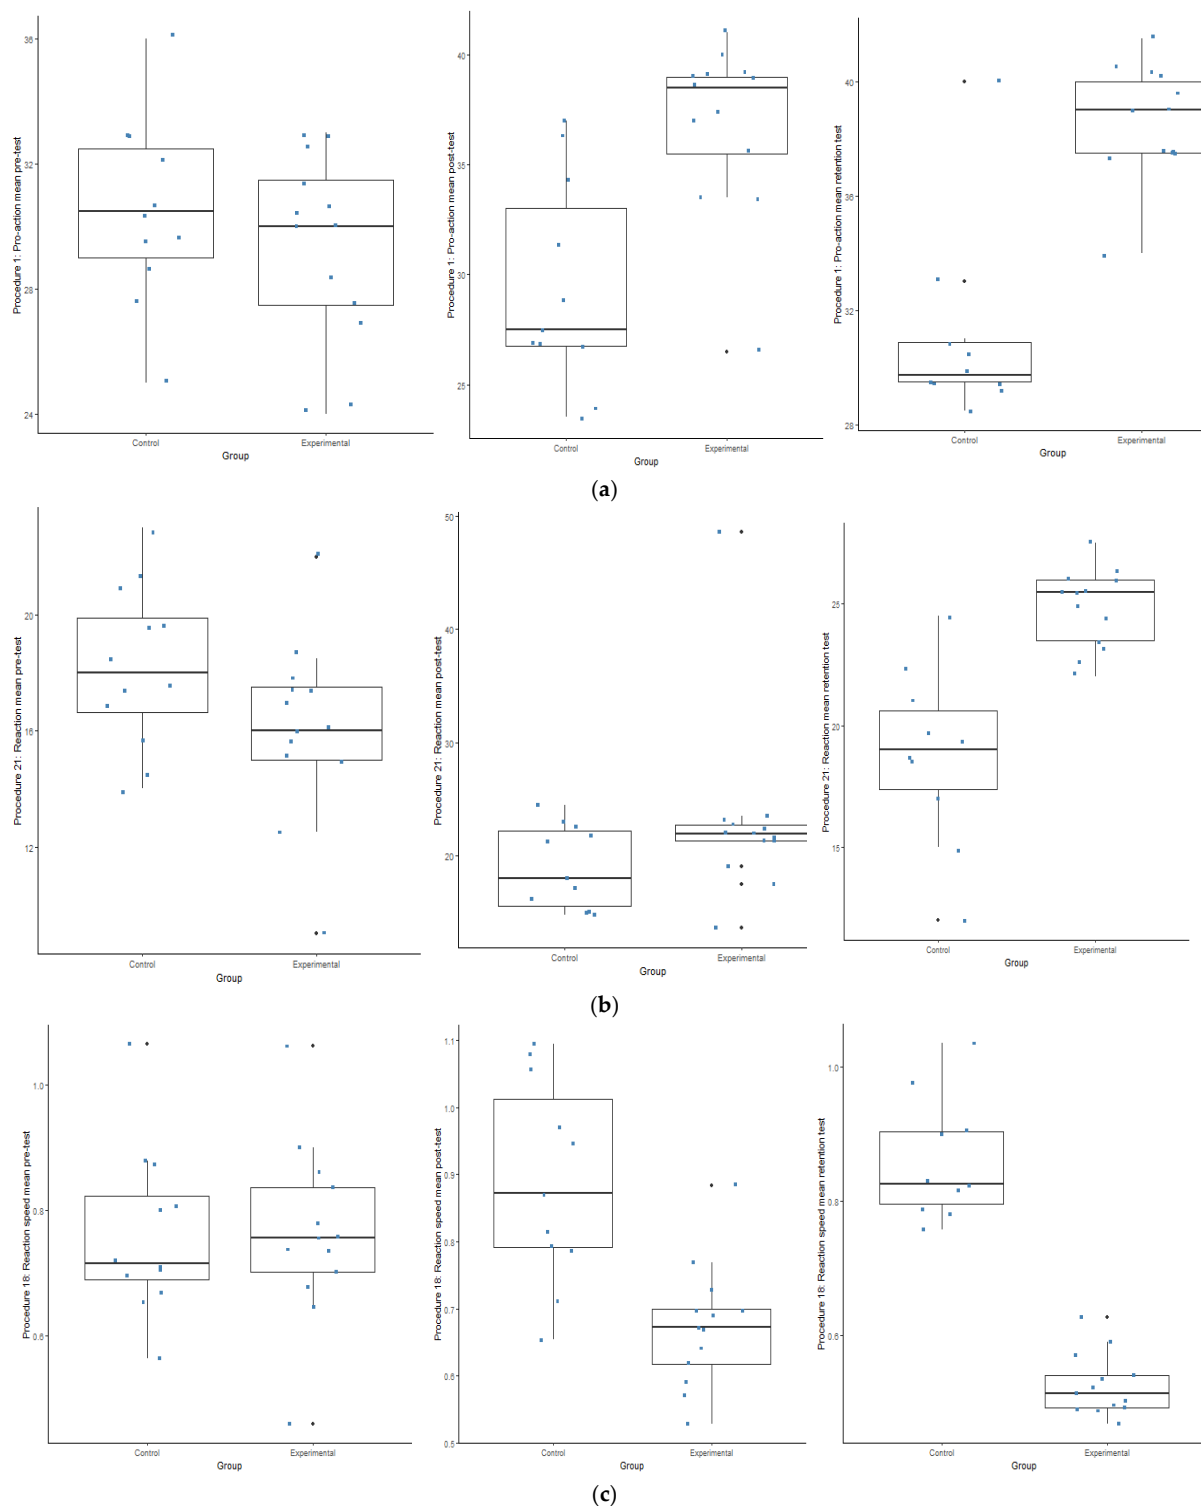 Procedure 1: Pro-action mean pre-test
36
32
28
24
Control
Experimental
Group
Procedure 1: Pro-action mean post-test
40
35
30
25
Control
Experimental
Group
Procedure 1: Pro-action mean retention test
40
36
32
28
Control
Experimental
Group
(a)
Procedure 21: Reaction mean pre-test
20
16
12
Control
Experimental
Group
Procedure 21: Reaction mean post-test
50
40
30
20
Control
Experimental
Group
Procedure 21: Reaction mean retention test
25
20
15
Control
Experimental
Group
(b)
Procedure 18: Reaction speed mean pre-test
1.0
0.8
0.6
Control
Experimental
Group
Procedure 18: Reaction speed mean post-test
1.1
1.0
0.9
0.8
0.7
0.6
0.5
Control
Experimental
Group
Procedure 18: Reaction speed mean retention test
1.0
0.8
0.6
Control
Experimental
Group
(c)